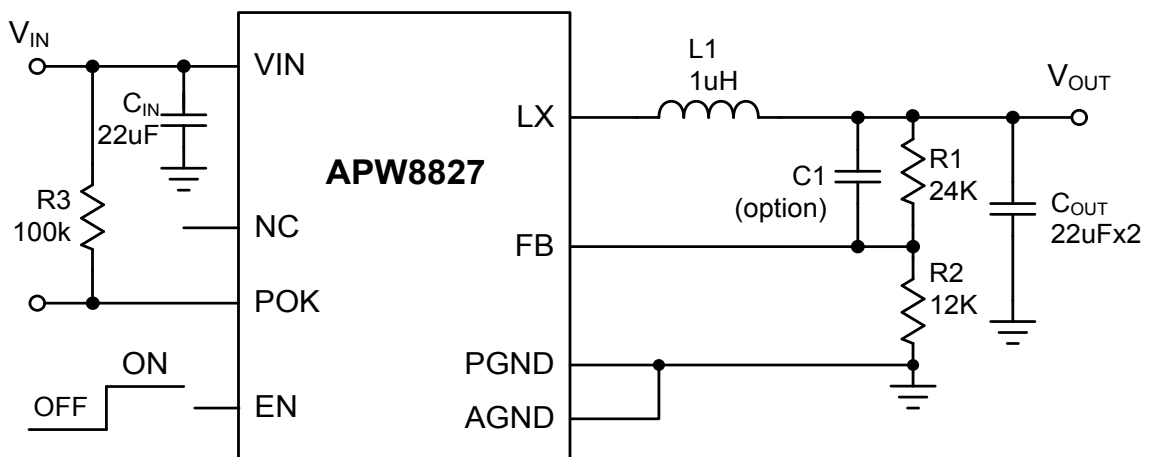 VIN
VIN
CIN
22uF
R3
100k
NC
POK
ON
OFF
EN
APW8827
LX
FB
PGND
AGND
L1
1uH
VOUT
C1
(option)
R1
24K
COUT
22uFx2
R2
12K